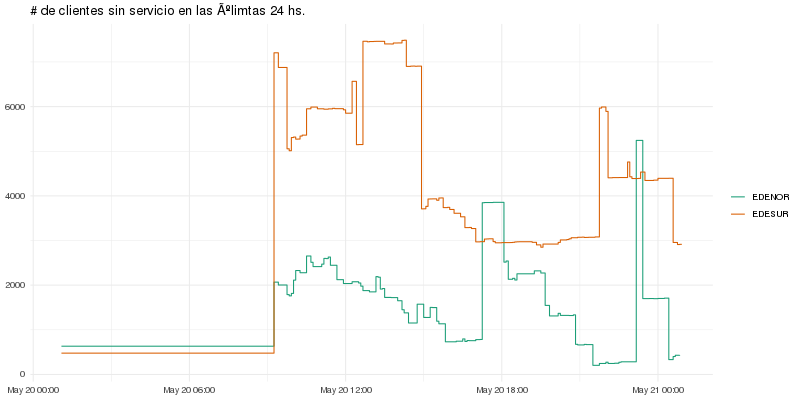 # de clientes sin servicio en las Ãºlimtas 24 hs.
6000
4000
2000
0
May 20 00:00 May 20 06:00 May 20 12:00 May 20 18:00 May 21 00:00
EDENOR
EDESUR